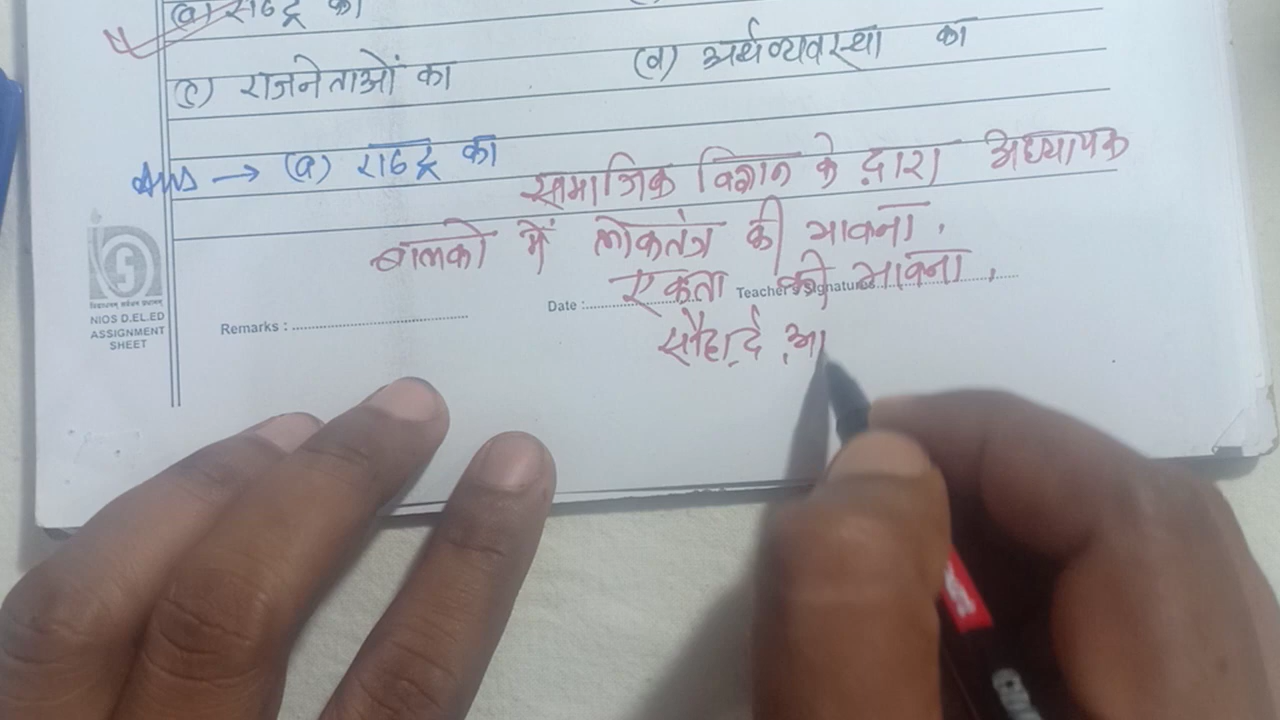 (a) राष्ट्र का
(c) राजनेताओं का (d) अर्थव्यवस्था का
Ans → (a) राष्ट्र का
सामाजिक विज्ञान के द्वारा अध्यापक
बालको में लोकतंत्र की भावना,
एकता की भावना,
सौहार्द आ
NIOS D.EL.ED
ASSIGNMENT
SHEET
Remarks :
Date :
Teacher's Signature